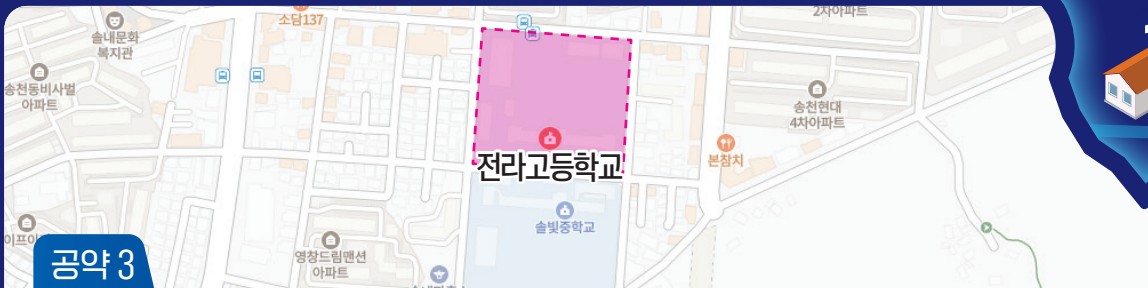 소담137
2차아파트
솔내문화
복지관
송천동비사벌
아파트
송천현대
4차아파트
본참치
전라고등학교
솔빛중학교
영창드림맨션
아파트
공약 3